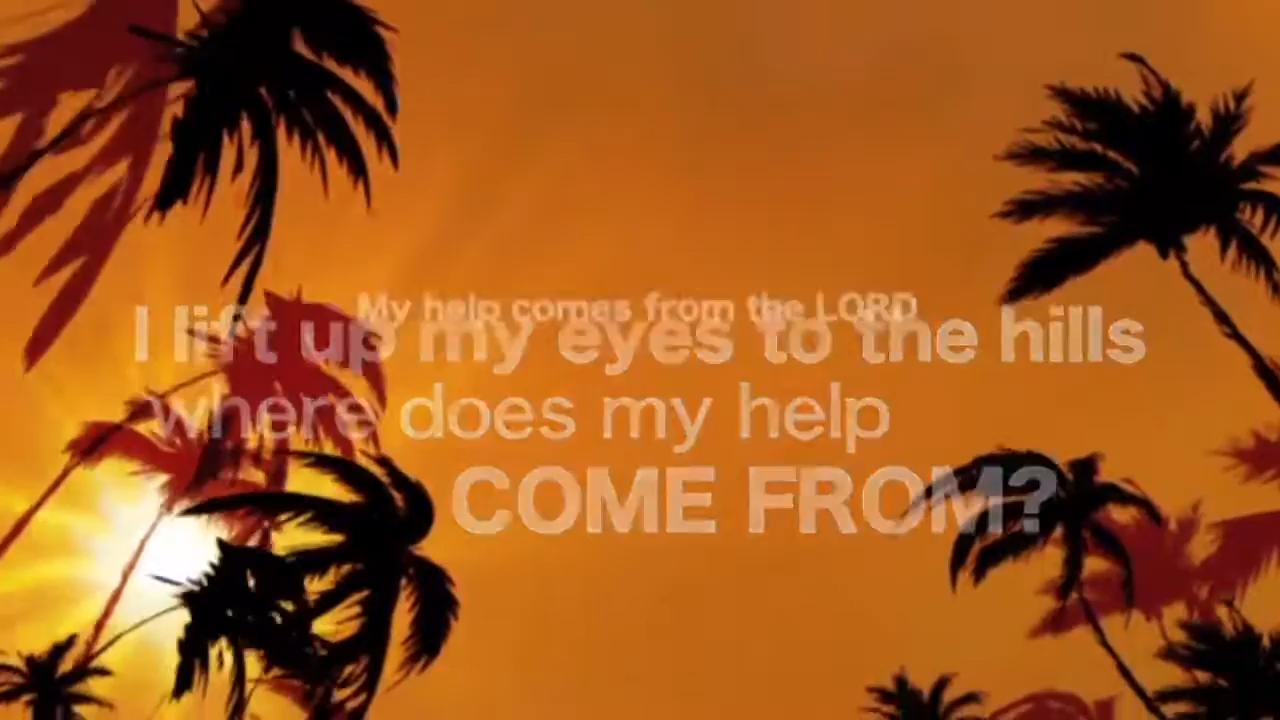 My help comes from the LORD
I lift up my eyes to the hills
where does my help
COME FROM?